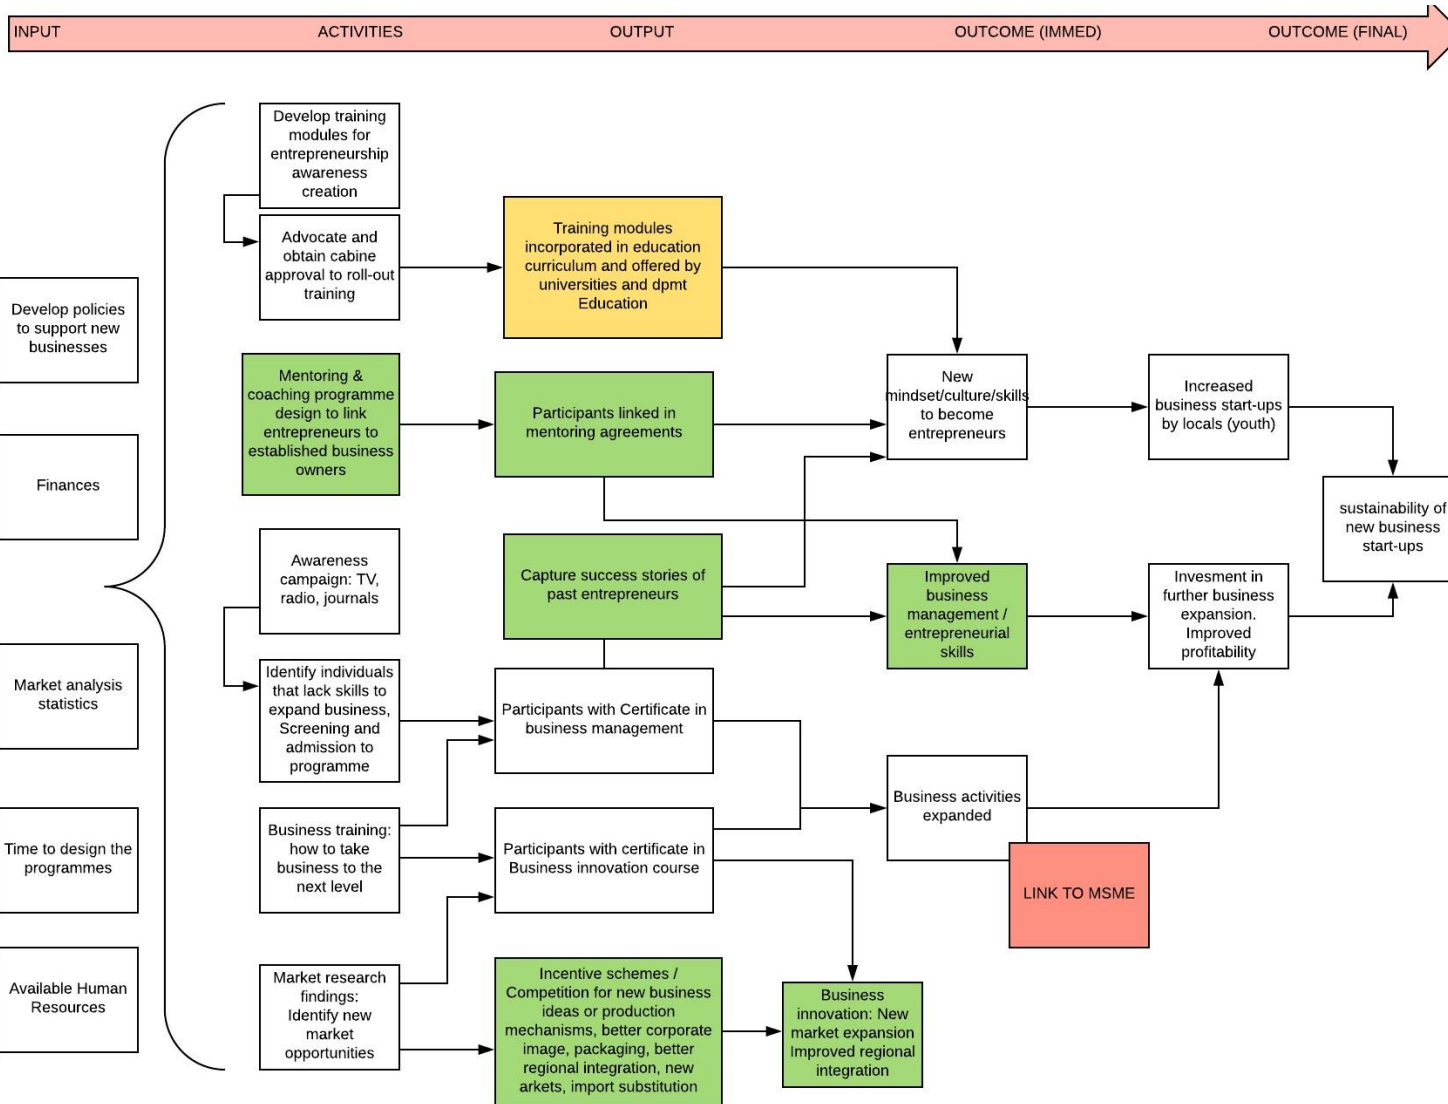 INPUT
ACTIVITIES
OUTPUT
OUTCOME (IMMED)
OUTCOME (FINAL)
Develop policies
to support new
businesses
Finances
Market analysis
statistics
Time to design the
programmes
Available Human
Resources
Develop training
modules for
entrepreneurship
awareness
creation
Advocate and
obtain cabine
approval to roll-out
training
Mentoring &
coaching programme
design to link
entrepreneurs to
established business
owners
Awareness
campaign: TV,
radio, journals
Identify individuals
that lack skills to
expand business,
Screening and
admission to
programme
Business training:
how to take
business to the
next level
Market research
findings:
Identify new
market
opportunities
Training modules
incorporated in education
curriculum and offered by
universities and dpmt
Education
Participants linked in
mentoring agreements
Capture success stories of
past entrepreneurs
Participants with Certificate in
business management
Participants with certificate in
Business innovation course
Incentive schemes /
Competition for new business
ideas or production
mechanisms, better corporate
image, packaging, better
regional integration, new
arkets, import substitution
New
mindset/culture/skills
to become
entrepreneurs
Improved
business
management /
entrepreneurial
skills
Business activities
expanded
LINK TO MSME
Business
innovation: New
market expansion
Improved regional
integration
Increased
business start-ups
by locals (youth)
Invesment in
further business
expansion.
Improved
profitability
sustainability of
new business
start-ups